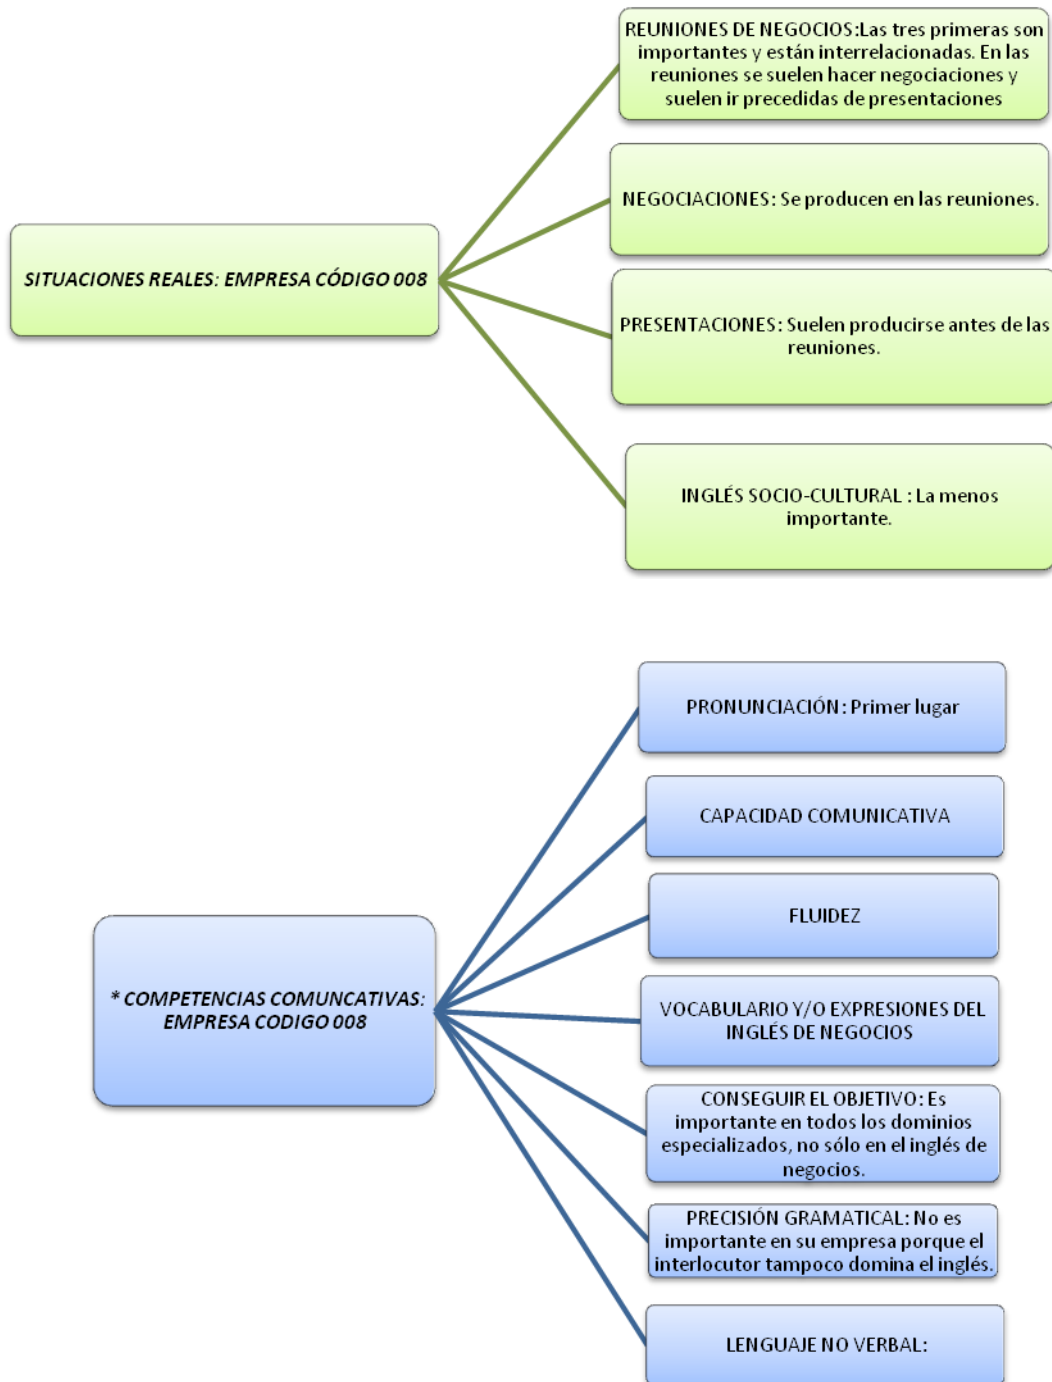 REUNIONES DE NEGOCIOS:Las tres primeras son
importantes y están interrelacionadas. En las
reuniones se suelen hacer negociaciones y
suelen ir precedidas de presentaciones
NEGOCIACIONES: Se producen en las reuniones.
SITUACIONES REALES: EMPRESA CÓDIGO 008
PRESENTACIONES: Suelen producirse antes de las
reuniones.
INGLÉS SOCIO-CULTURAL : La menos
importante.
PRONUNCIACIÓN: Primer lugar
CAPACIDAD COMUNICATIVA
FLUIDEZ
* COMPETENCIAS COMUNCATIVAS:
EMPRESA CODIGO 008
VOCABULARIO Y/O EXPRESIONES DEL
INGLÉS DE NEGOCIOS
CONSEGUIR EL OBJETIVO: Es
importante en todos los dominios
especializados, no sólo en el inglés de
negocios.
PRECISIÓN GRAMATICAL: No es
importante en su empresa porque el
interlocutor tampoco domina el inglés.
LENGUAJE NO VERBAL: